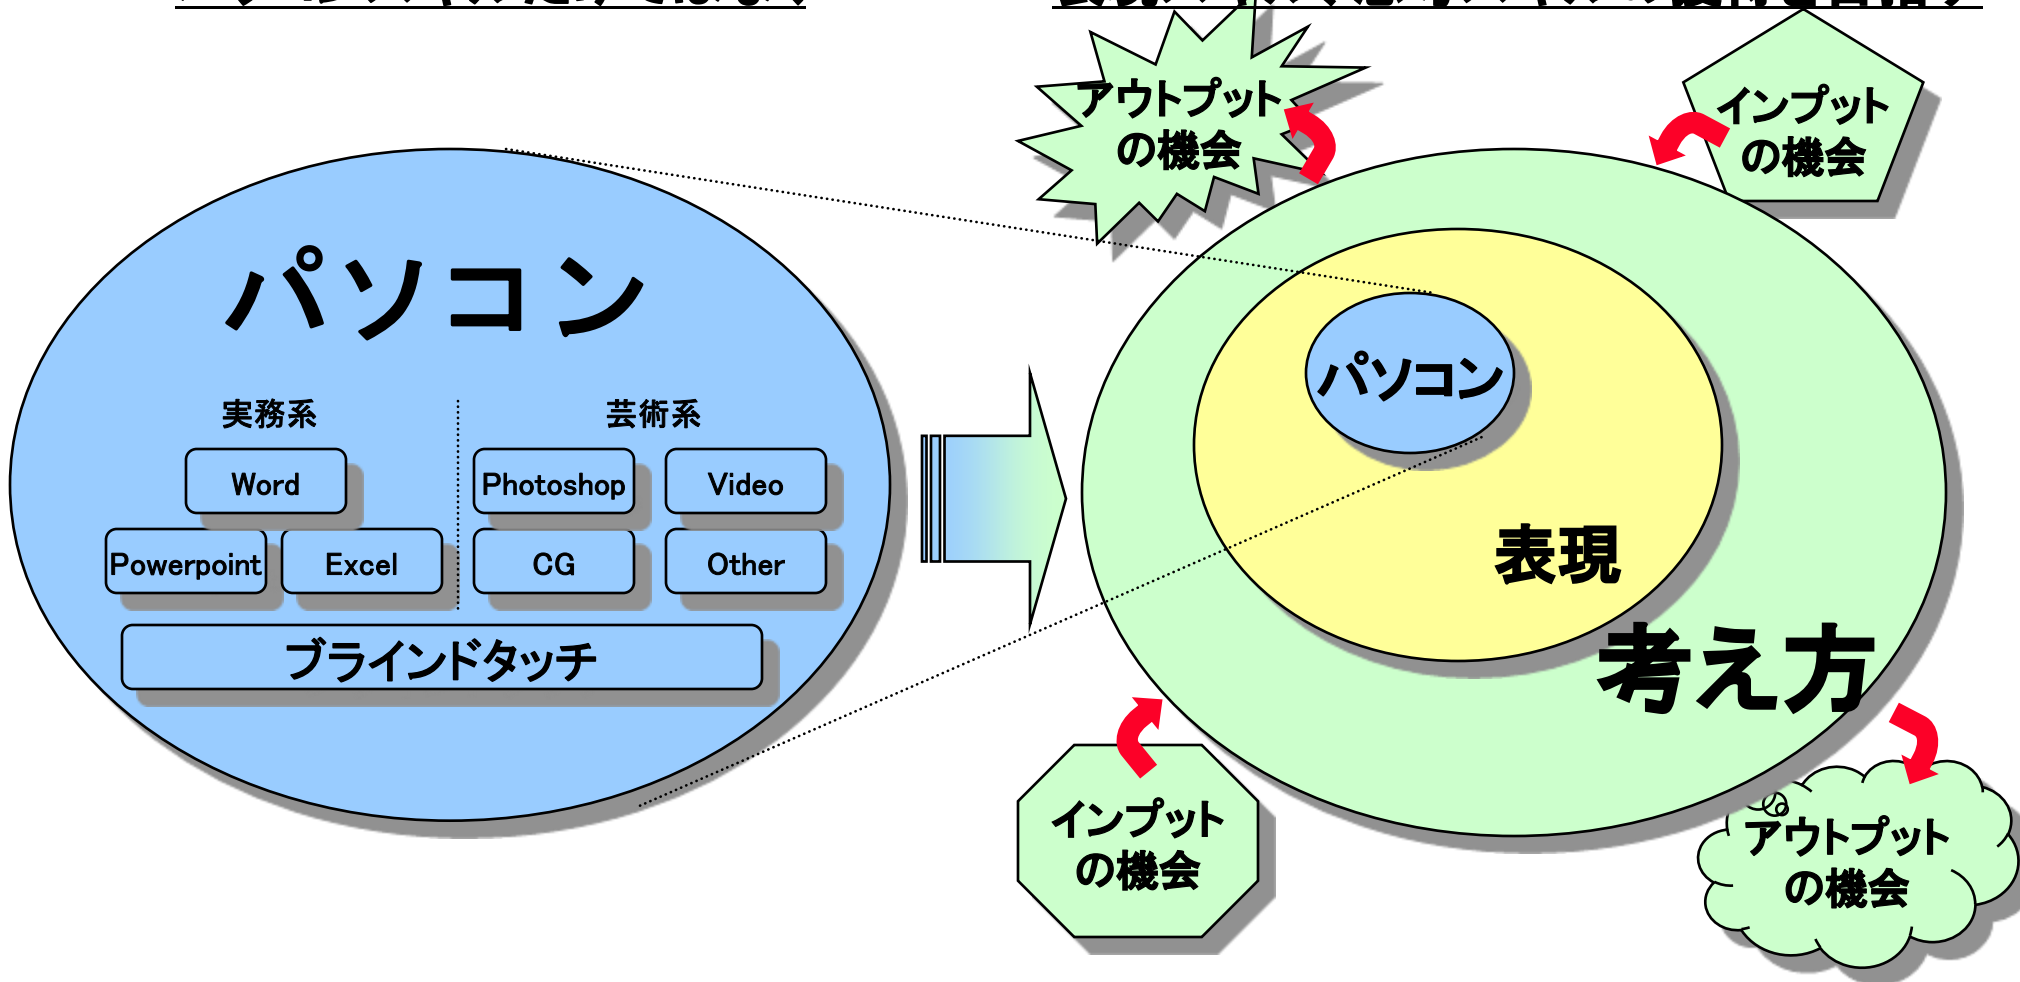 アウトプット
の機会
インプット
の機会
パソコン
実務系
芸術系
Word
Photoshop
Video
Powerpoint
Excel
CG
Other
ブラインドタッチ
パソコン
表現
考え方
インプット
の機会
アウトプット
の機会